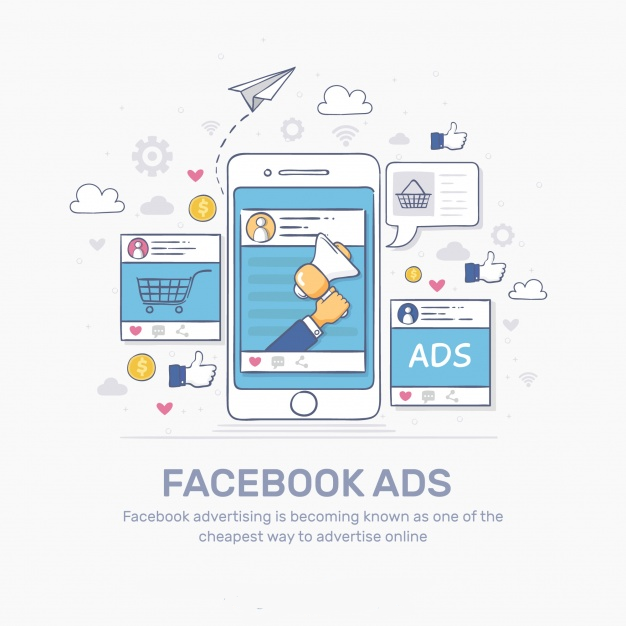 ADS
FACEBOOK ADS
Facebook advertising is becoming known as one of the
cheapest way to advertise online